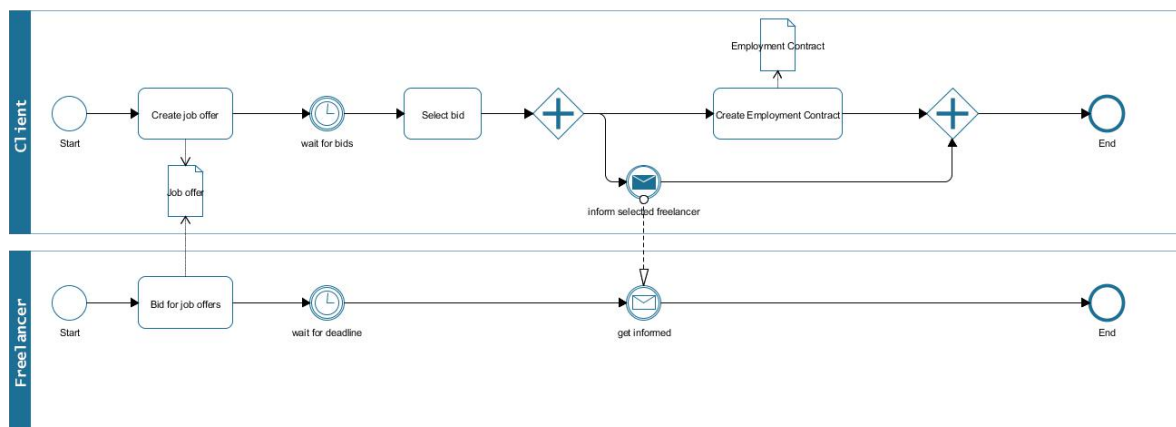 Client
Employment Contract
Create job offer
Select bid
Create Employment Contract
Start
wait for bids
End
Job offer
inform selected freelancer
Freelancer
Bid for job offers
Start
wait for deadline
get informed
End